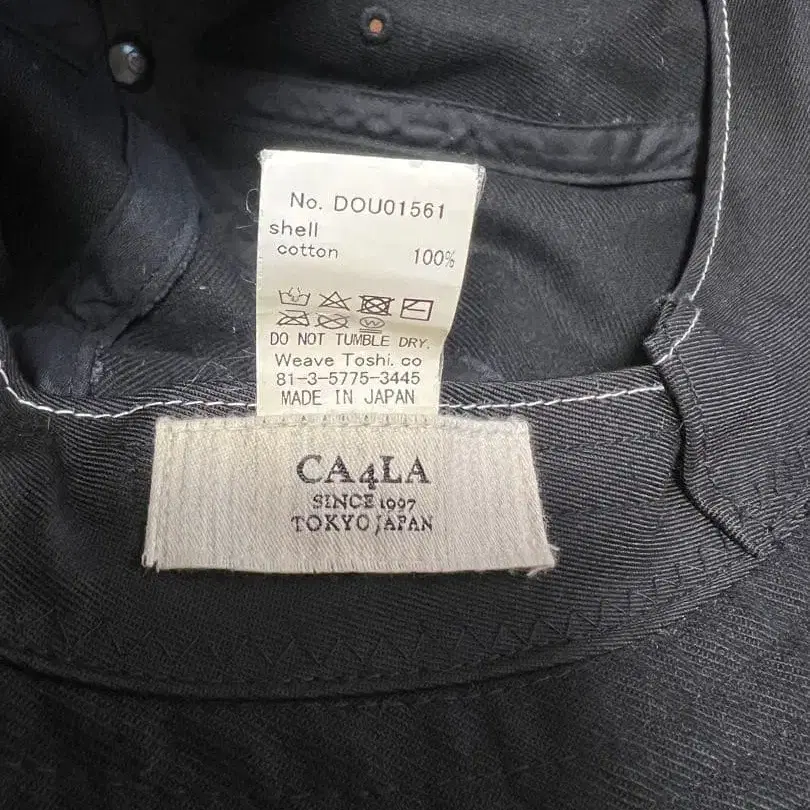 No. DOU01561
shell
cotton 100%
DO NOT TUMBLE DRY.
Weave Toshi.co
81-3-5775-3445
MADE IN JAPAN
CA4LA
SINCE 1997
TOKYO JAPAN